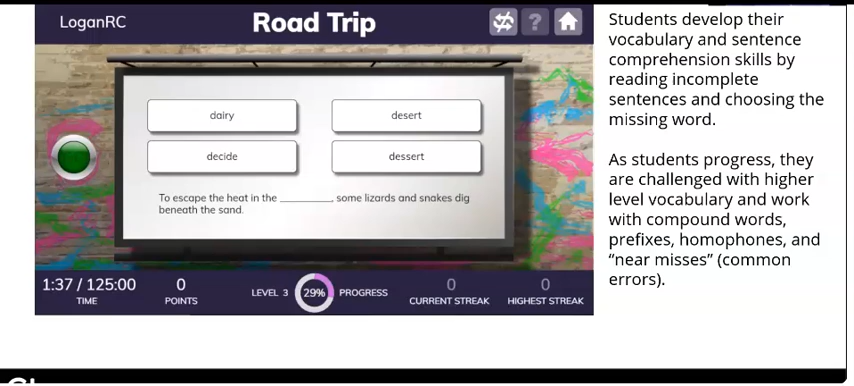 LoganRC
Road Trip
?
dairy
desert
decide
dessert
To escape the heat in the ________, some lizards and snakes dig
beneath the sand.
1:37 / 125:00
TIME
0
POINTS
LEVEL 3
29%
PROGRESS
0
CURRENT STREAK
0
HIGHEST STREAK
Students develop their
vocabulary and sentence
comprehension skills by
reading incomplete
sentences and choosing the
missing word.
As students progress, they
are challenged with higher
level vocabulary and work
with compound words,
prefixes, homophones, and
“near misses” (common
errors).